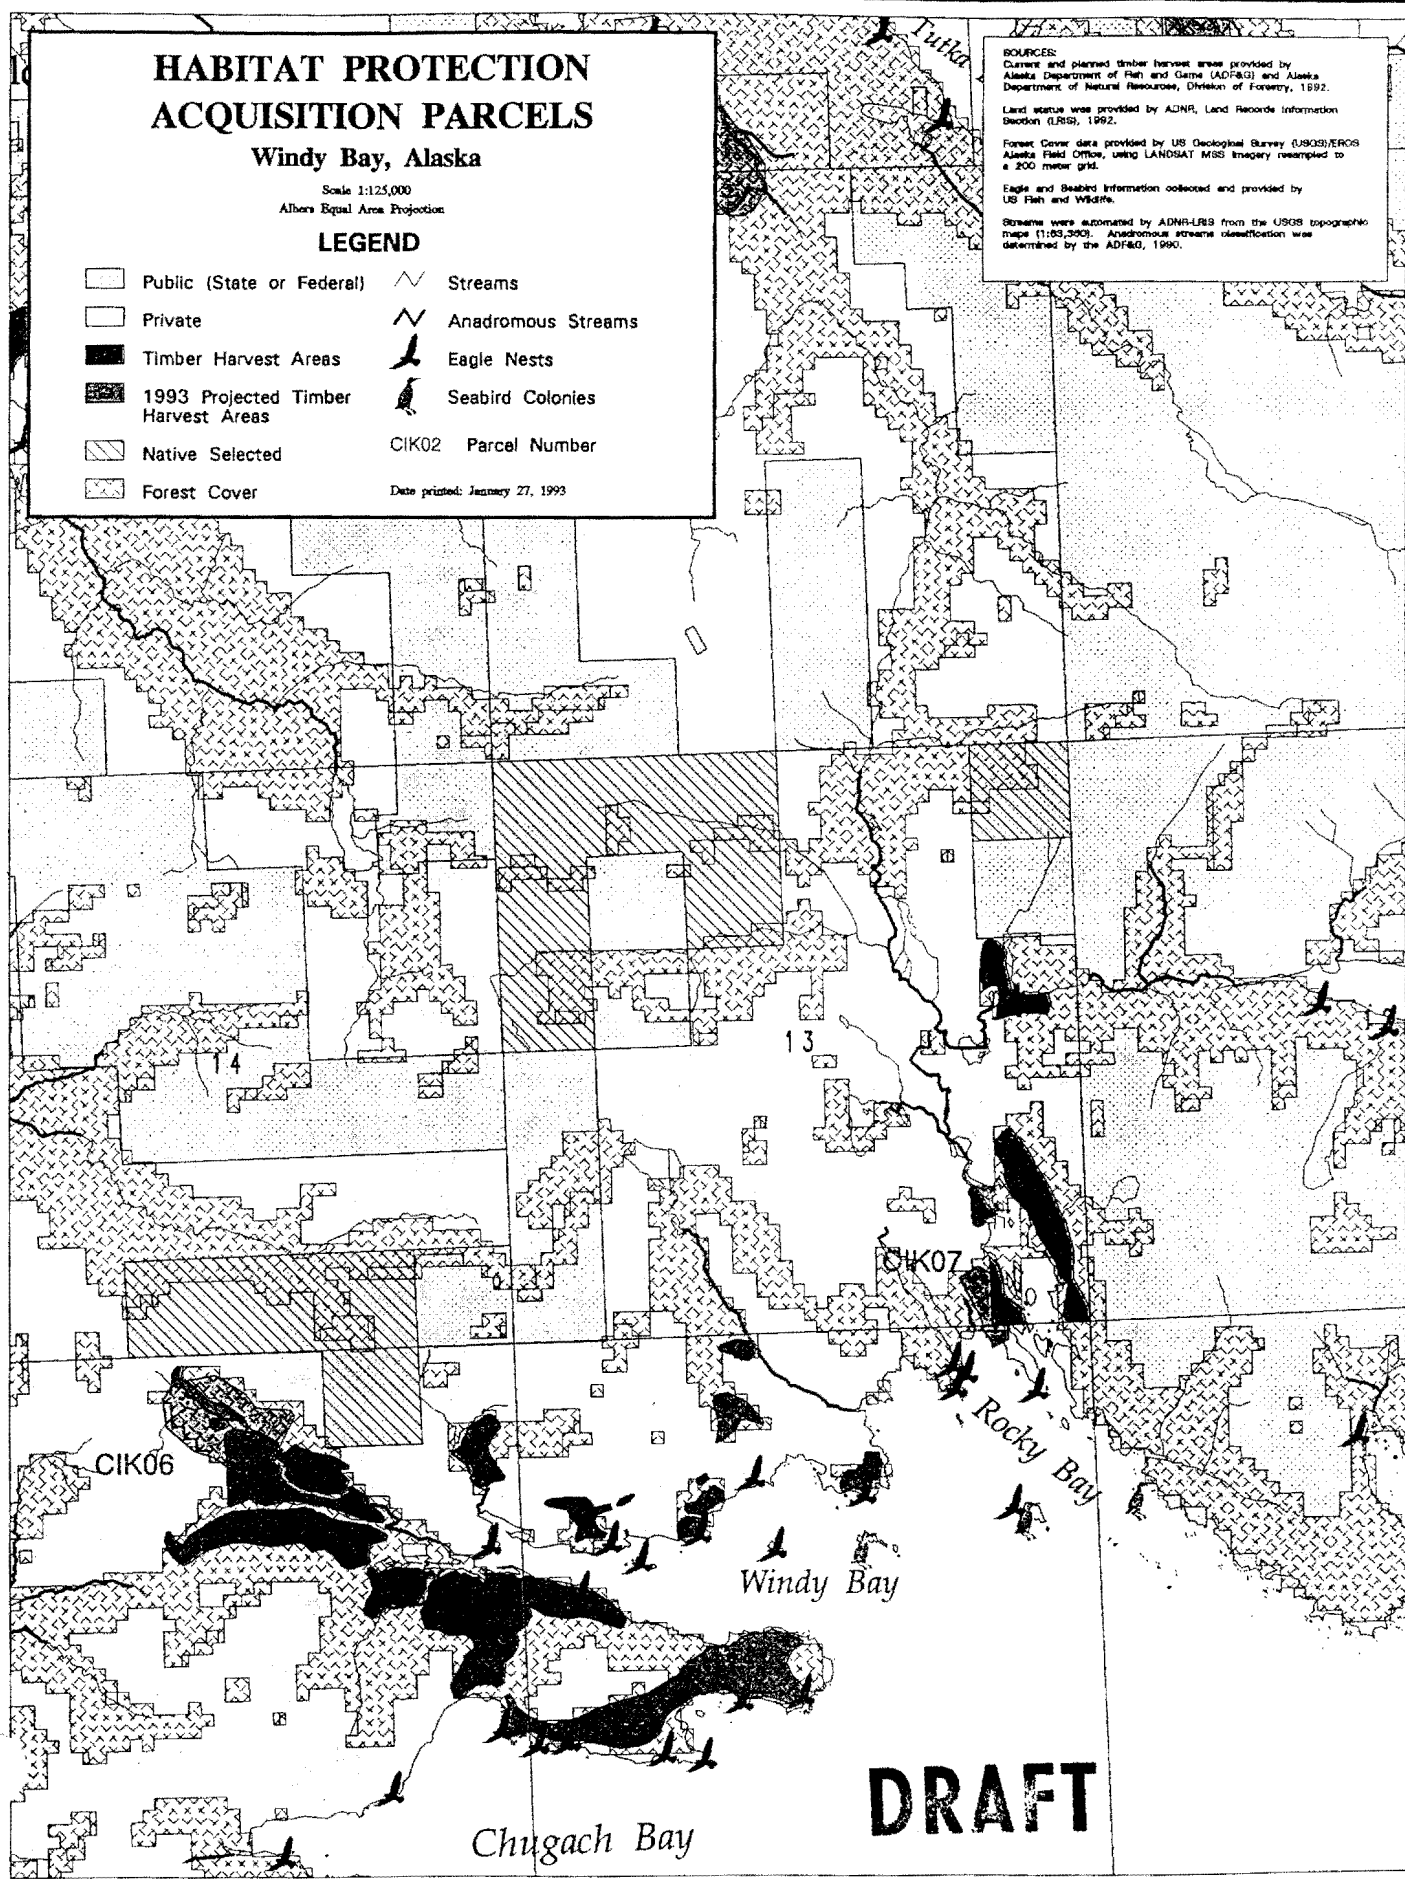 HABITAT PROTECTION
ACQUISITION PARCELS
Windy Bay, Alaska
Scale 1:125,000
Albers Equal Area Projection
LEGEND
Public (State or Federal)
Private
Timber Harvest Areas
1993 Projected Timber
Harvest Areas
Native Selected
Forest Cover
Streams
Anadromous Streams
Eagle Nests
Seabird Colonies
CIK02 Parcel Number
Date printed: January 27, 1993
Tutka
SOURCES:
Current and planned timber harvest areas provided by
Alaska Department of Fish and Game (ADF&G) and Alaska
Department of Natural Resources, Division of Forestry, 1992.
Land status was provided by ADNR, Land Records Information
Section (LRIS), 1992.
Forest Cover data provided by US Geological Survey (USGS)/EROS
Alaska Field Office, using LANDSAT MSS imagery resampled to
a 200 meter grid.
Eagle and Seabird information collected and provided by
US Fish and Wildlife.
Streams were automated by ADNR-LRIS from the USGS topographic
maps (1:63,360). Anadromous streams classification was
determined by the ADF&G, 1990.
13
14
CIK07
CIK06
Rocky Bay
Windy Bay
DRAFT
Chugach Bay